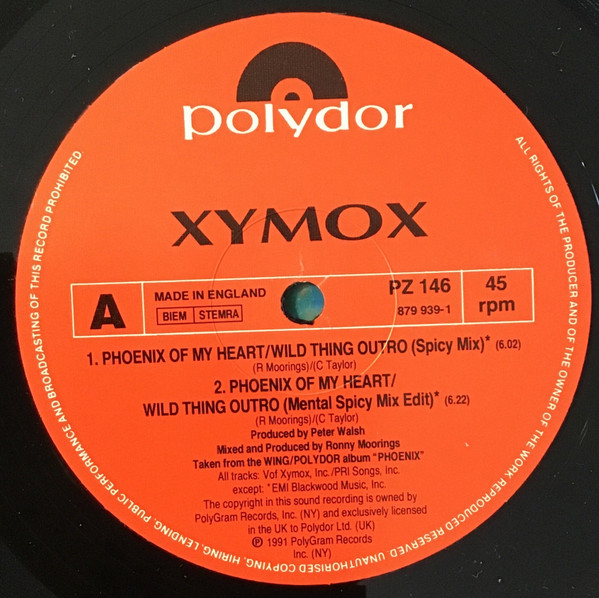 polydor
XYMOX
A
MADE IN ENGLAND
BIEM STEMRA
PZ 146
879 939-1
45
rpm
1. PHOENIX OF MY HEART/WILD THING OUTRO (Spicy Mix)* (6.02)
(R Moorings)/(C Taylor)
2. PHOENIX OF MY HEART/
WILD THING OUTRO (Mental Spicy Mix Edit)* (6.22)
(R Moorings)/(C Taylor)
Produced by Peter Walsh
Mixed and Produced by Ronny Moorings
Taken from the WING/POLYDOR album "PHOENIX"
All tracks: Vof Xymox, Inc./PRI Songs, Inc.
except: *EMI Blackwood Music, Inc.
The copyright in this sound recording is owned by
PolyGram Records, Inc. (NY) and exclusively licensed
in the UK to Polydor Ltd. (UK)
℗ 1991 PolyGram Records
Inc. (NY)
ALL RIGHTS OF THE PRODUCER AND OF THE OWNER OF THE WORK REPRODUCED RESERVED. UNAUTHORISED COPYING, HIRING, LENDING, PUBLIC PERFORMANCE AND BROADCASTING OF THIS RECORD PROHIBITED.